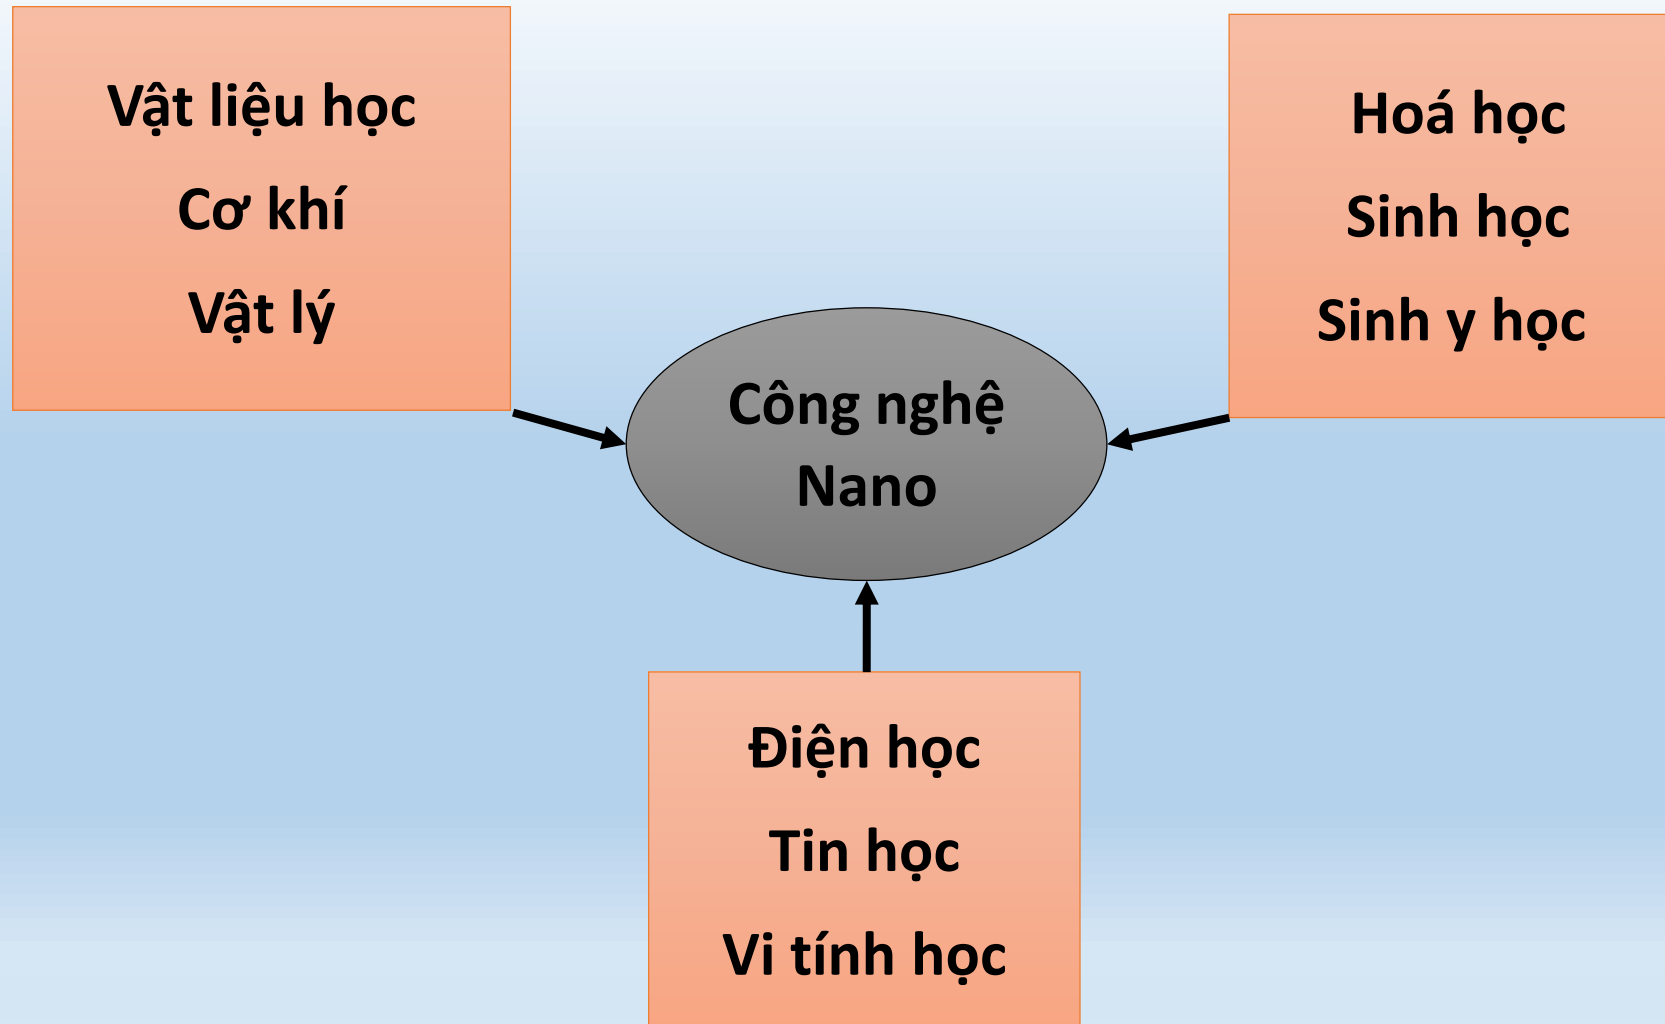 Vật liệu học
Cơ khí
Vật lý
Hoá học
Sinh học
Sinh y học
Công nghệ
Nano
Điện học
Tin học
Vi tính học